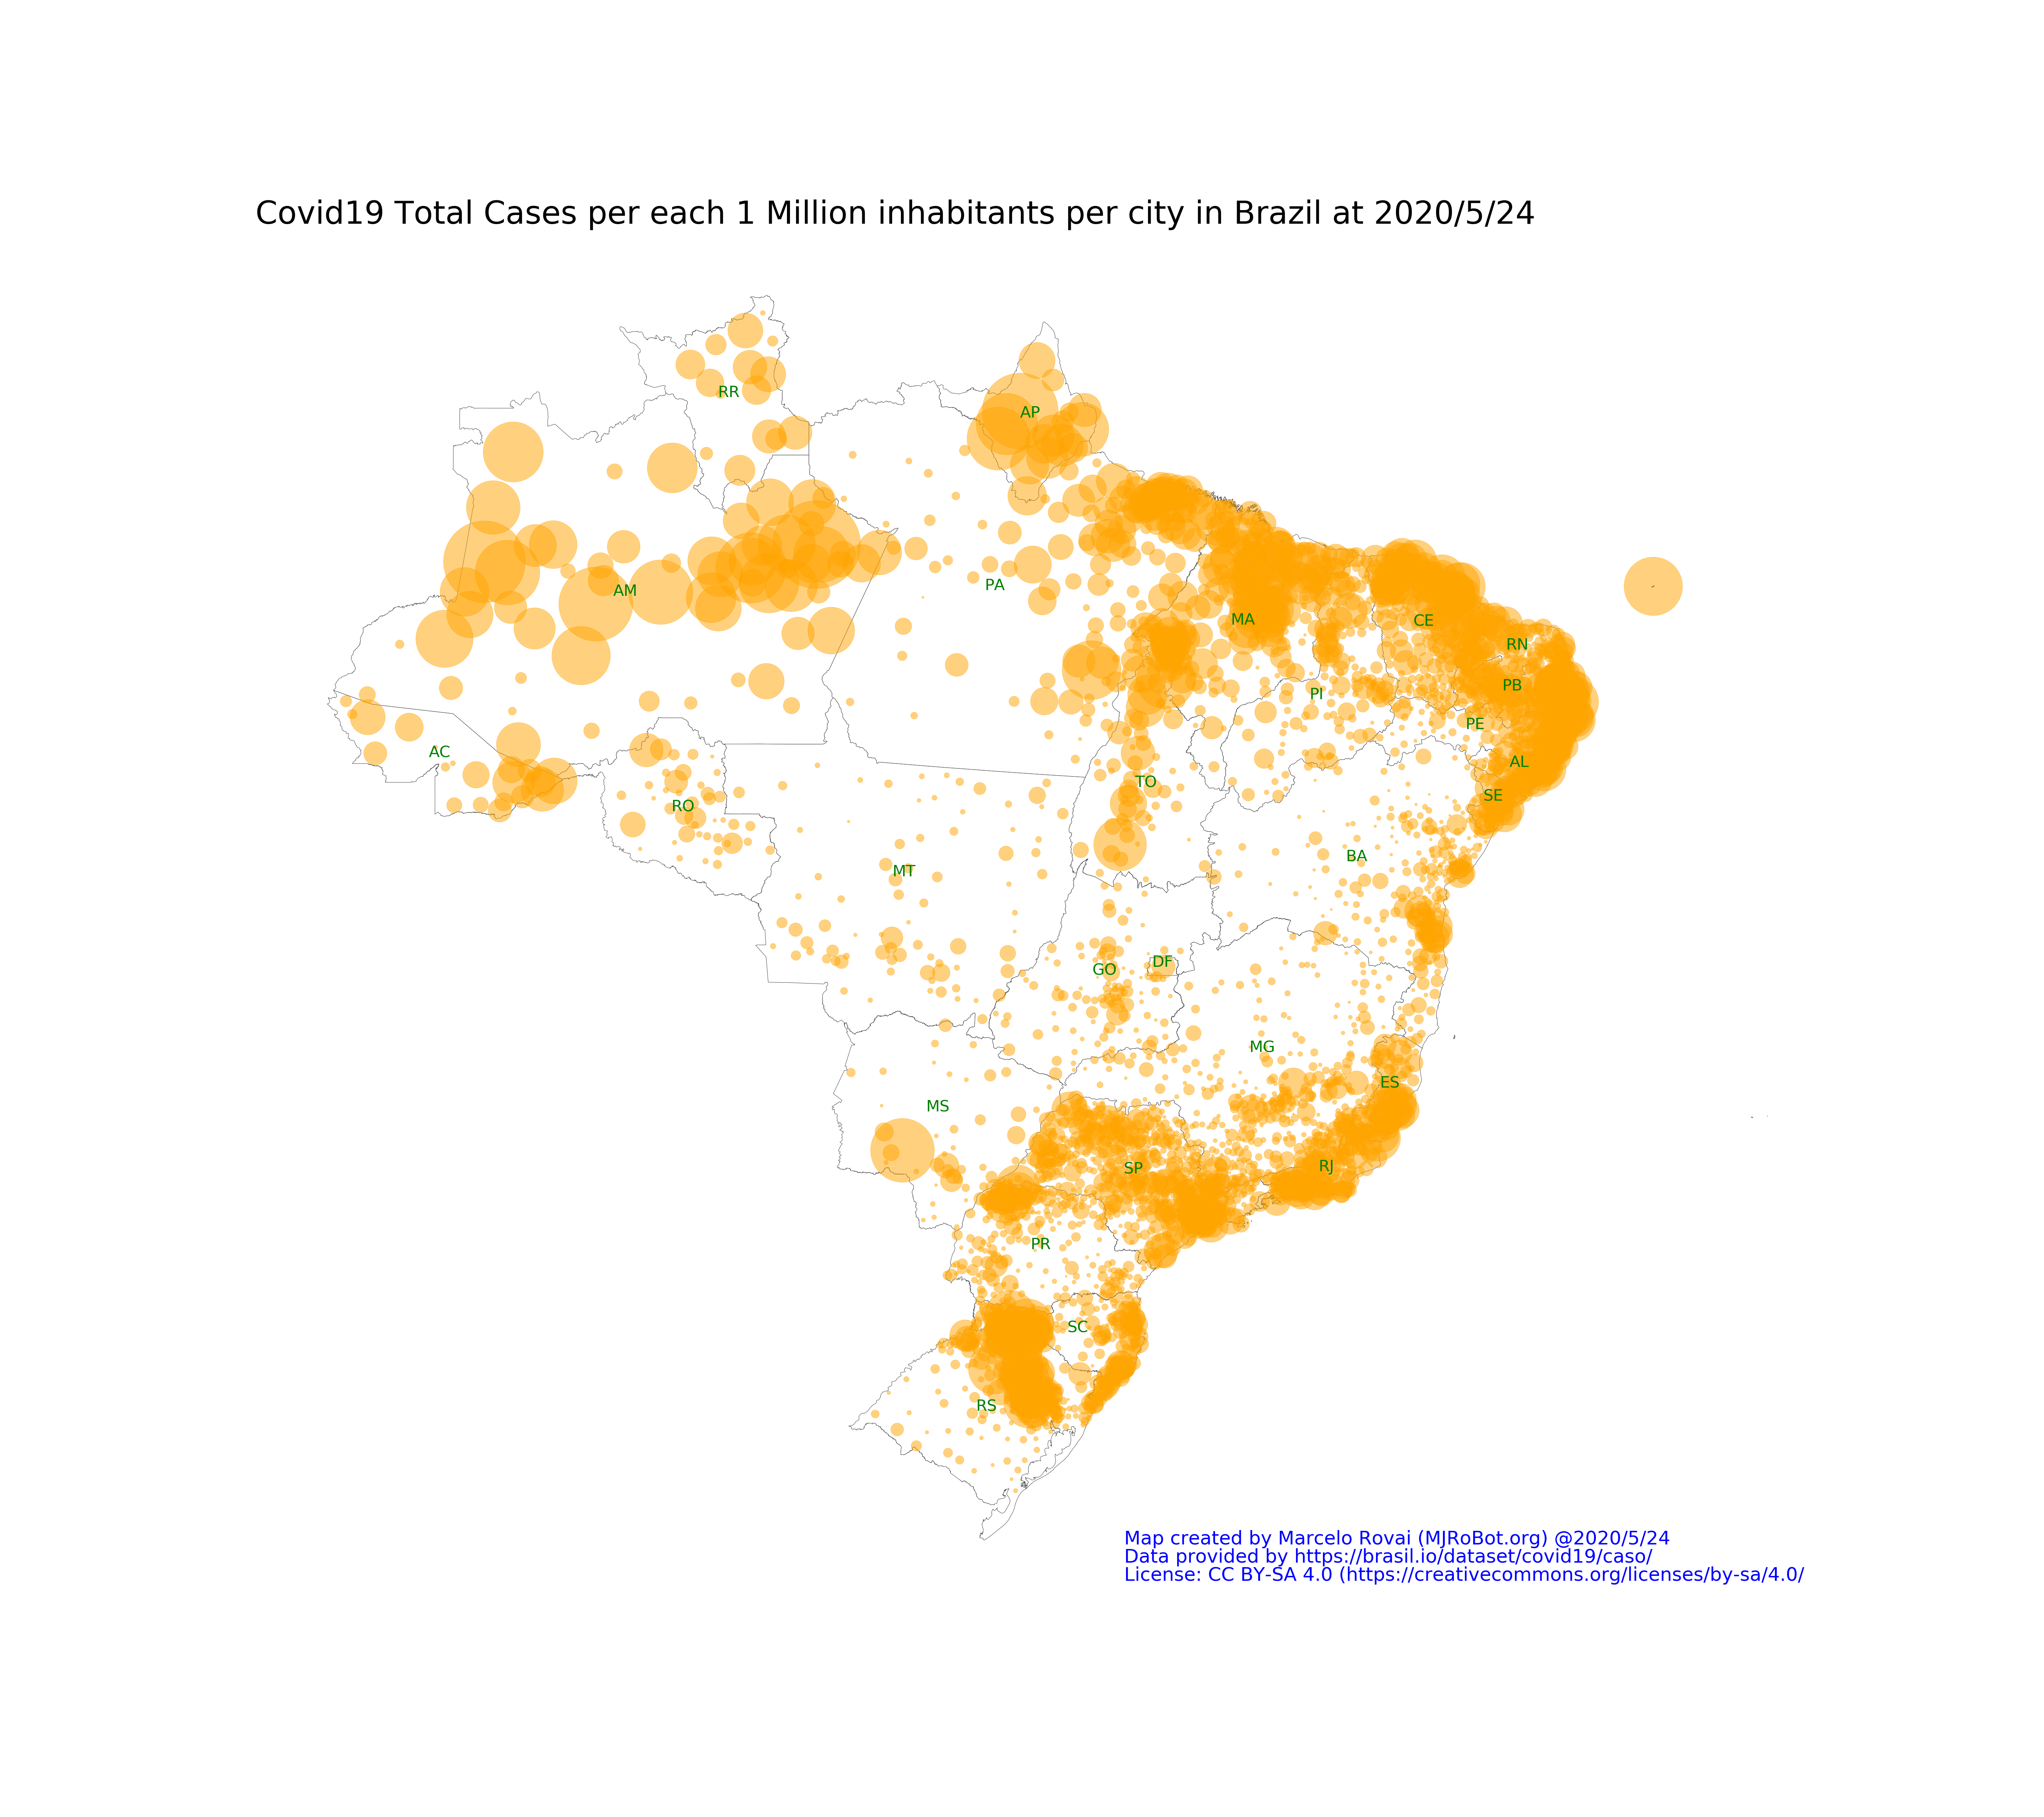 Covid19 Total Cases per each 1 Million inhabitants per city in Brazil at 2020/5/24
RR
AP
AM
PA
MA
CE
RN
PB
PI
PE
AC
AL
TO
SE
RO
BA
MT
DF
GO
MG
ES
MS
RJ
SP
PR
SC
RS
Map created by Marcelo Rovai (MJRoBot.org) @2020/5/24
Data provided by https://brasil.io/dataset/covid19/caso/
License: CC BY-SA 4.0 (https://creativecommons.org/licenses/by-sa/4.0/